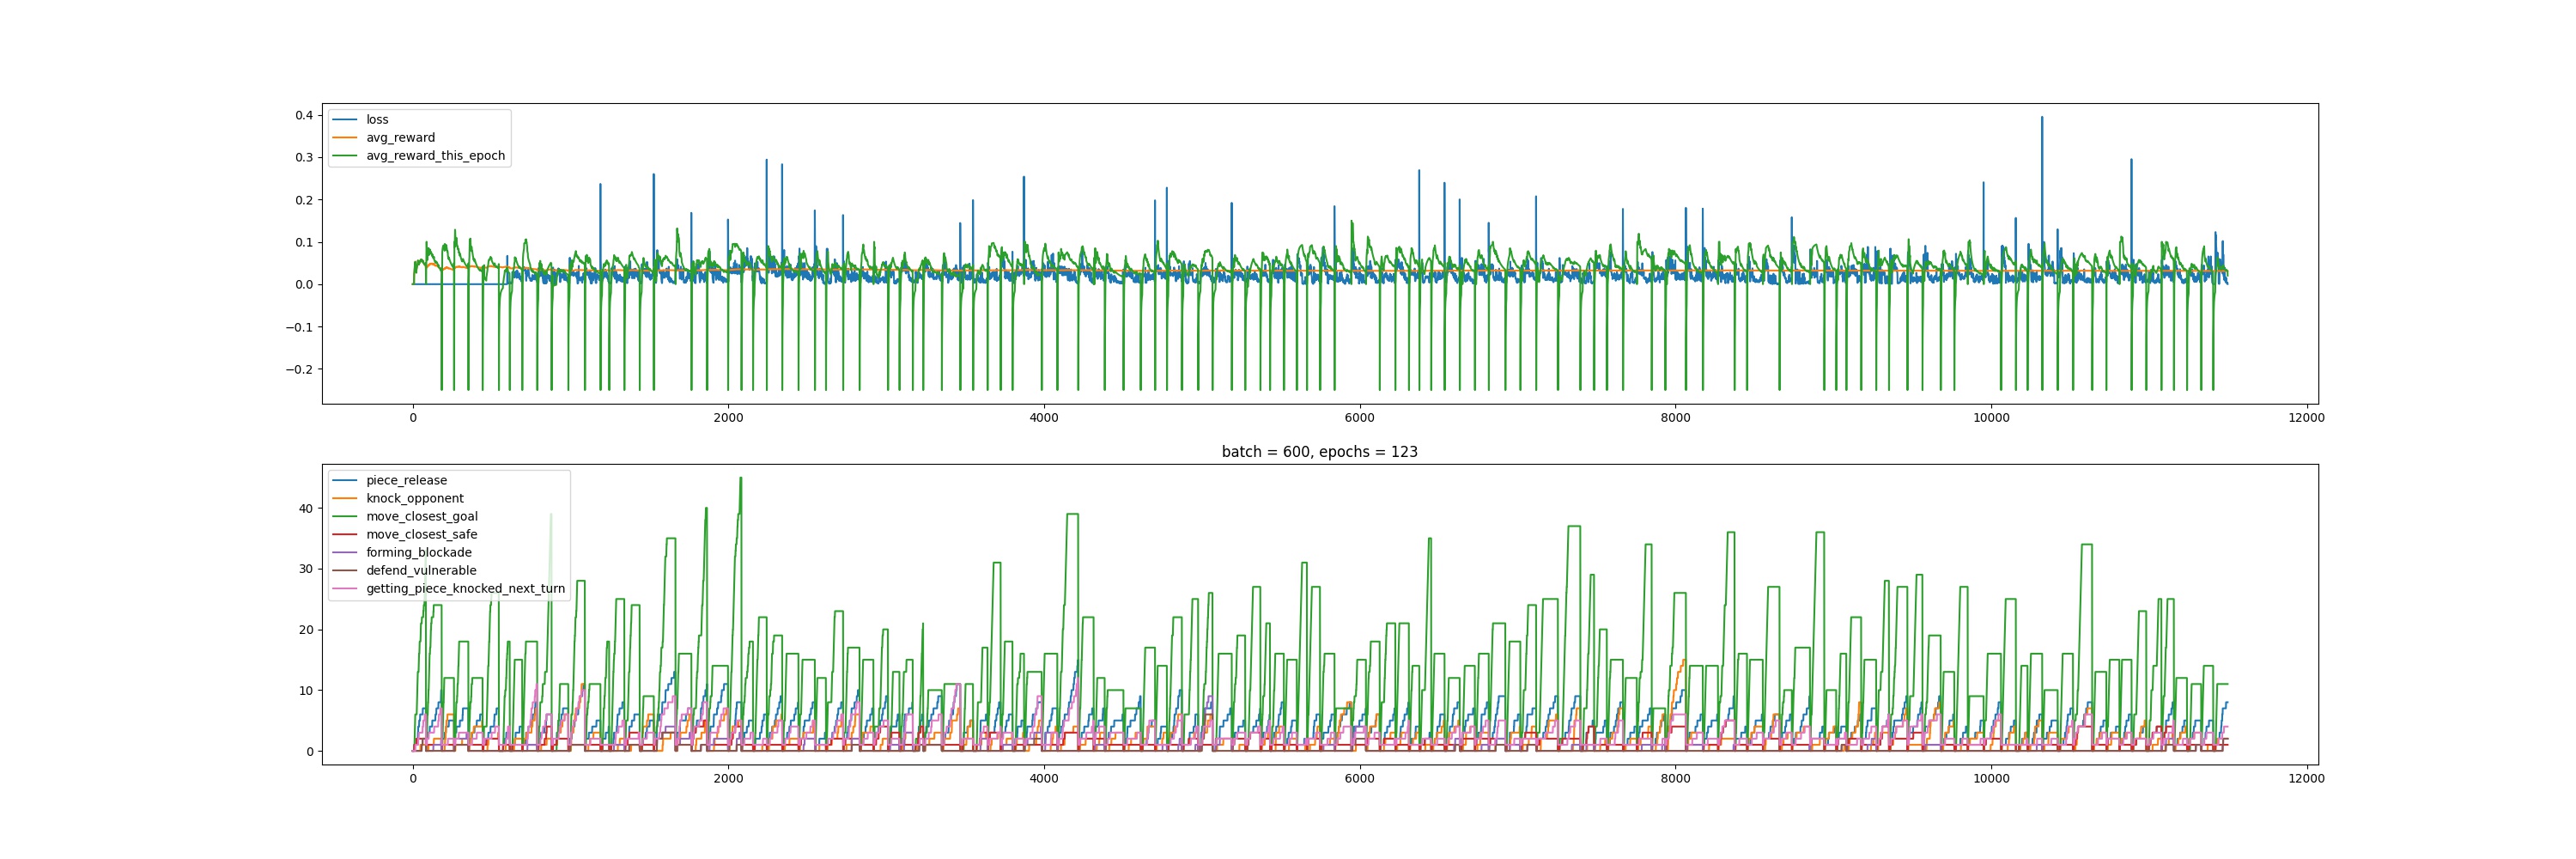 0.4
0.3
0.2
0.1
0.0
−0.1
−0.2
loss
avg_reward
avg_reward_this_epoch
0 2000 4000 6000 8000 10000 12000
batch = 600, epochs = 123
40
30
20
10
0
piece_release
knock_opponent
move_closest_goal
move_closest_safe
forming_blockade
defend_vulnerable
getting_piece_knocked_next_turn
0 2000 4000 6000 8000 10000 12000